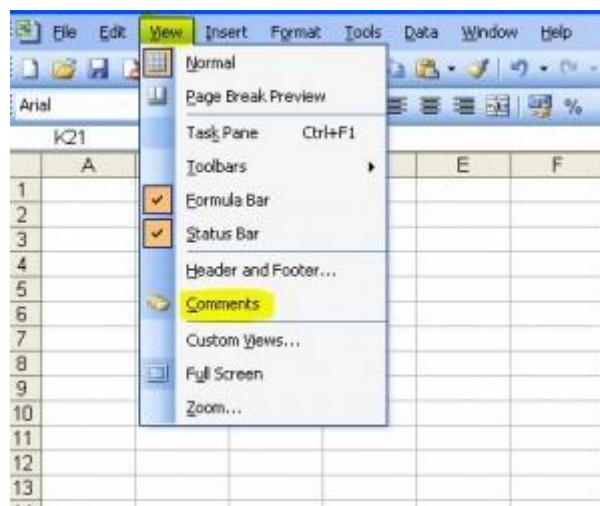 File Edit View Insert Format Tools Data Window Help
Normal
Page Break Preview
Arial
%
K21
Task Pane Ctrl+F1
A E F
Toolbars
1
Formula Bar
2
Status Bar
3
4
Header and Footer...
5
Comments
6
7
Custom Views...
8
Full Screen
9
10
Zoom...
11
12
13